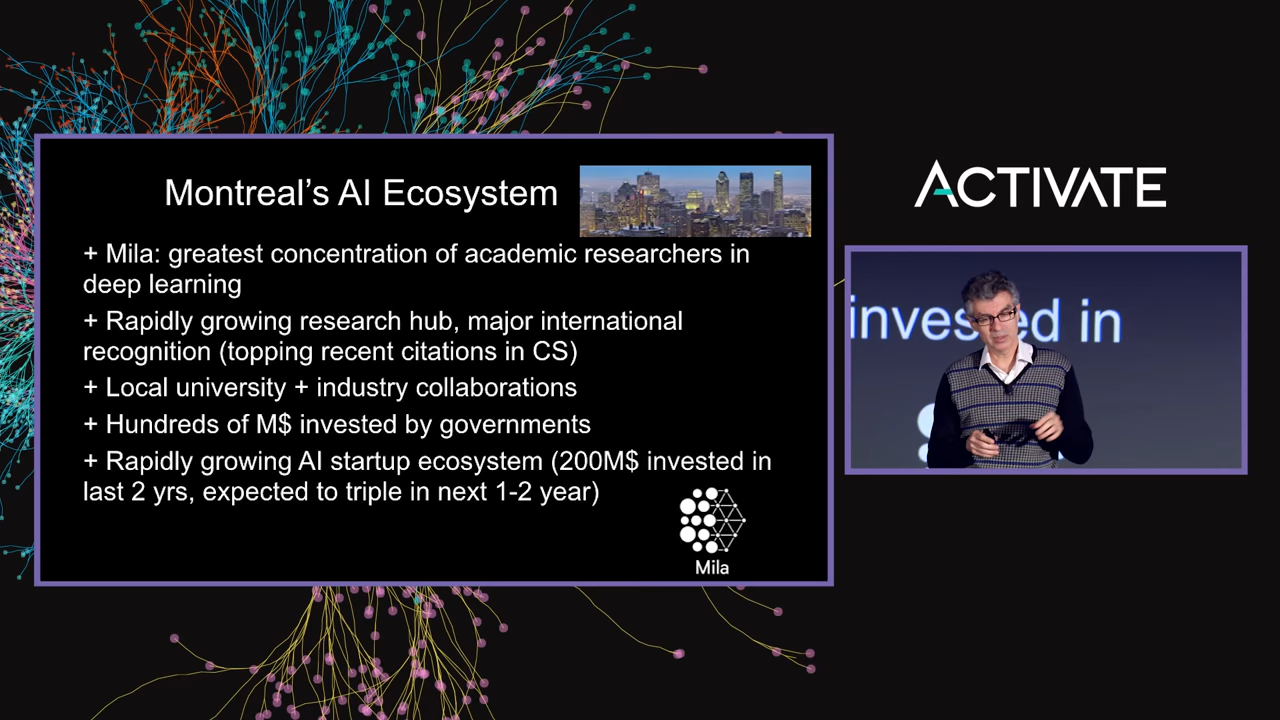 Montreal’s AI Ecosystem
+ Mila: greatest concentration of academic researchers in
deep learning
+ Rapidly growing research hub, major international
recognition (topping recent citations in CS)
+ Local university + industry collaborations
+ Hundreds of M$ invested by governments
+ Rapidly growing AI startup ecosystem (200M$ invested in
last 2 yrs, expected to triple in next 1-2 year)
Mila
ACTIVATE
invested in